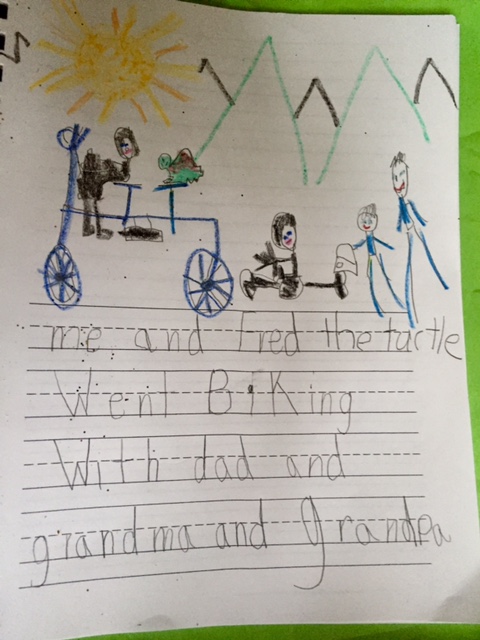 me and Fred the turtle
Went BiKing
With dad and
grandma and grandpa